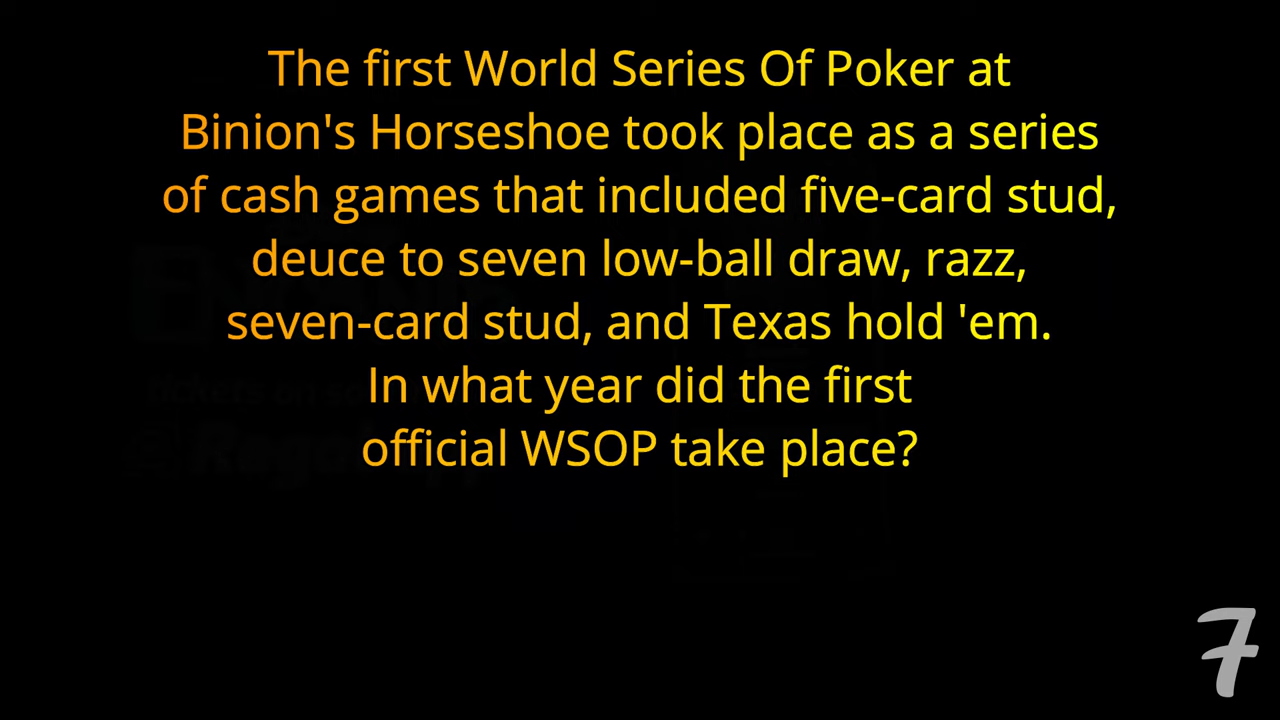 The first World Series Of Poker at
Binion's Horseshoe took place as a series
of cash games that included five-card stud,
deuce to seven low-ball draw, razz,
seven-card stud, and Texas hold 'em.
In what year did the first
official WSOP take place?
tickets on
7